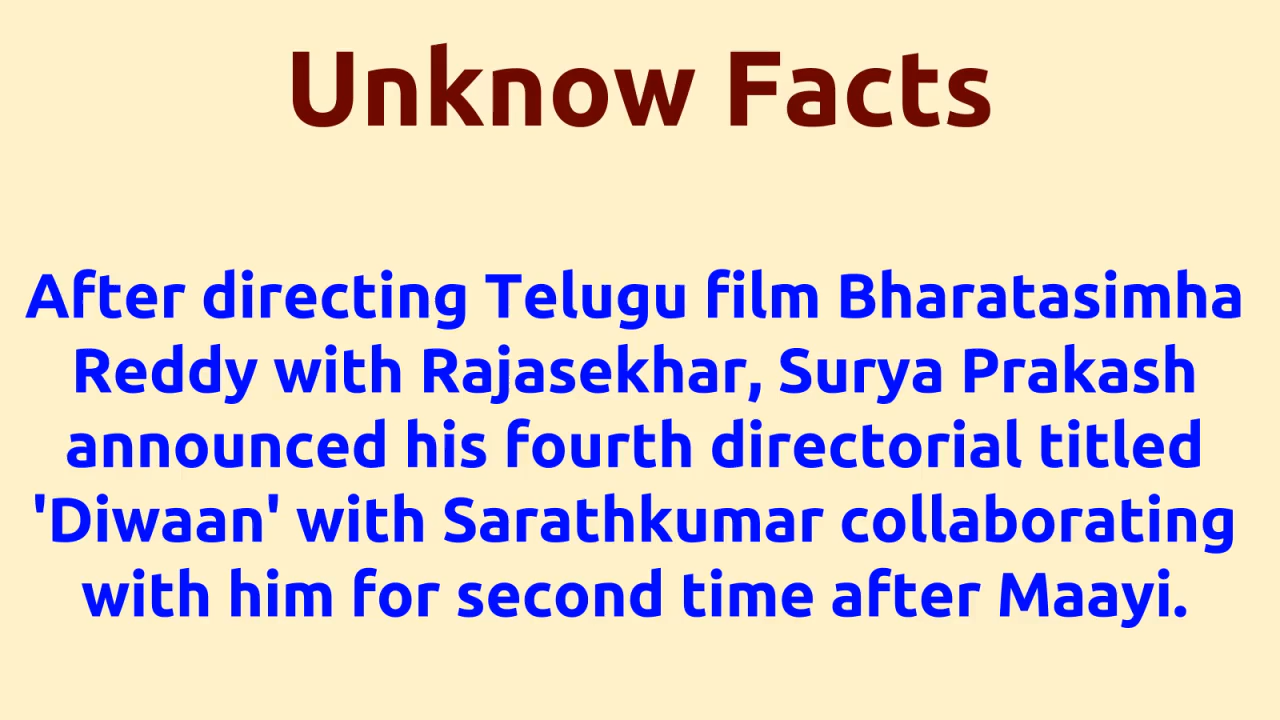 Unknow Facts
After directing Telugu film Bharatasimha
Reddy with Rajasekhar, Surya Prakash
announced his fourth directorial titled
'Diwaan' with Sarathkumar collaborating
with him for second time after Maayi.